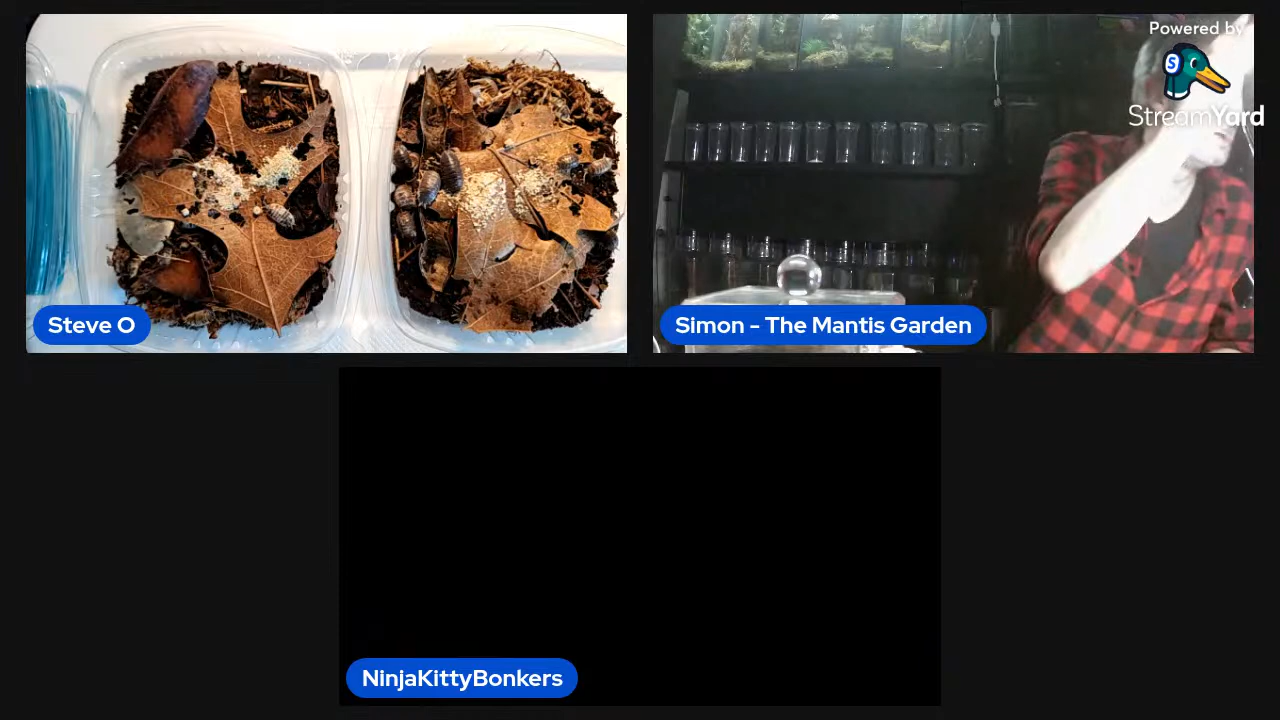 Powered by
StreamYard
Steve O
Simon - The Mantis Garden
NinjaKittyBonkers